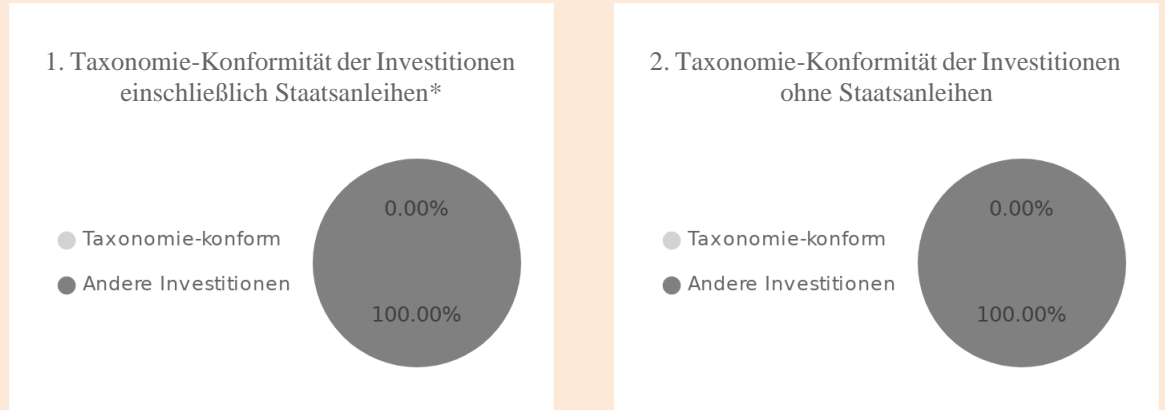 1. Taxonomie-Konformität der Investitionen
einschließlich Staatsanleihen*
0.00%
Taxonomie-konform
Andere Investitionen
100.00%
2. Taxonomie-Konformität der Investitionen
ohne Staatsanleihen
0.00%
Taxonomie-konform
Andere Investitionen
100.00%